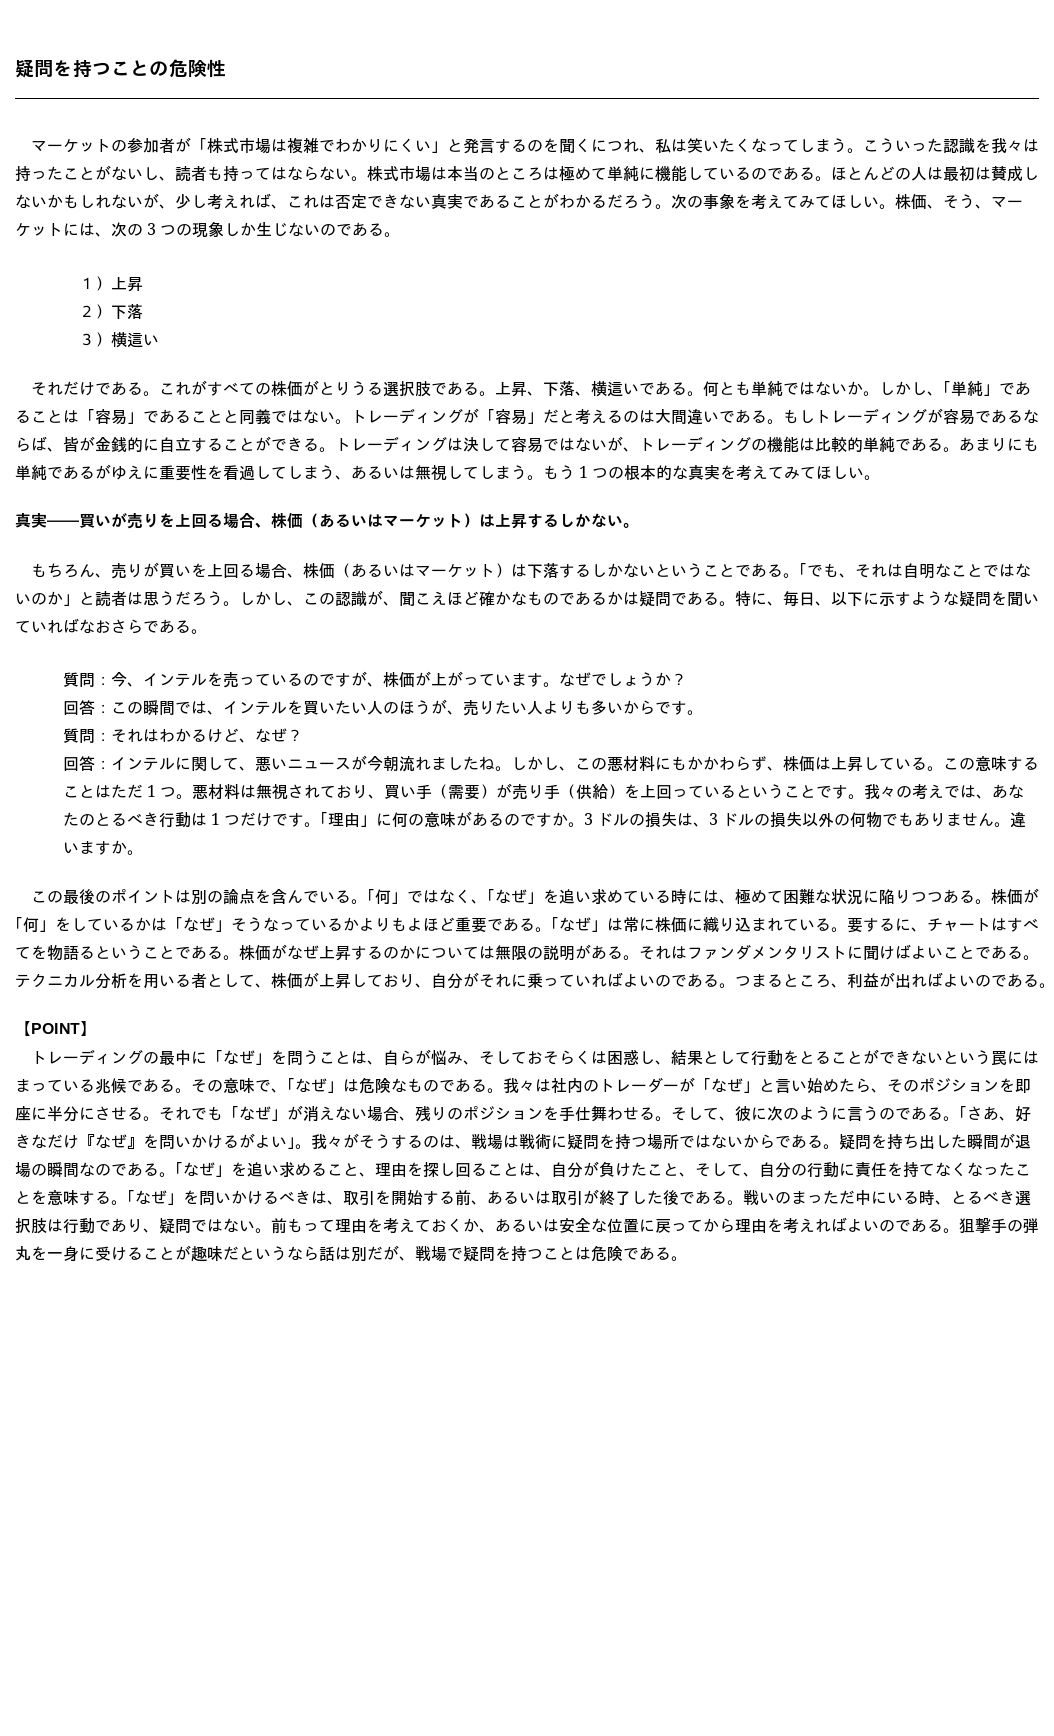 疑問を持つことの危険性
　マーケットの参加者が「株式市場は複雑でわかりにくい」と発言するのを聞くにつれ、私は笑いたくなってしまう。こういった認識を我々は
持ったことがないし、読者も持ってはならない。株式市場は本当のところは極めて単純に機能しているのである。ほとんどの人は最初は賛成し
ないかもしれないが、少し考えれば、これは否定できない真実であることがわかるだろう。次の事象を考えてみてほしい。株価、そう、マー
ケットには、次の３つの現象しか生じないのである。
１）上昇
２）下落
３）横這い
　それだけである。これがすべての株価がとりうる選択肢である。上昇、下落、横這いである。何とも単純ではないか。しかし、「単純」であ
ることは「容易」であることと同義ではない。トレーディングが「容易」だと考えるのは大間違いである。もしトレーディングが容易であるな
らば、皆が金銭的に自立することができる。トレーディングは決して容易ではないが、トレーディングの機能は比較的単純である。あまりにも
単純であるがゆえに重要性を看過してしまう、あるいは無視してしまう。もう１つの根本的な真実を考えてみてほしい。
真実――買いが売りを上回る場合、株価（あるいはマーケット）は上昇するしかない。
　もちろん、売りが買いを上回る場合、株価（あるいはマーケット）は下落するしかないということである。「でも、それは自明なことではな
いのか」と読者は思うだろう。しかし、この認識が、聞こえほど確かなものであるかは疑問である。特に、毎日、以下に示すような疑問を聞い
ていればなおさらである。
質問：今、インテルを売っているのですが、株価が上がっています。なぜでしょうか？
回答：この瞬間では、インテルを買いたい人のほうが、売りたい人よりも多いからです。
質問：それはわかるけど、なぜ？
回答：インテルに関して、悪いニュースが今朝流れましたね。しかし、この悪材料にもかかわらず、株価は上昇している。この意味する
ことはただ１つ。悪材料は無視されており、買い手（需要）が売り手（供給）を上回っているということです。我々の考えでは、あな
たのとるべき行動は１つだけです。「理由」に何の意味があるのですか。３ドルの損失は、３ドルの損失以外の何物でもありません。違
いますか。
　この最後のポイントは別の論点を含んでいる。「何」ではなく、「なぜ」を追い求めている時には、極めて困難な状況に陥りつつある。株価が
「何」をしているかは「なぜ」そうなっているかよりもよほど重要である。「なぜ」は常に株価に織り込まれている。要するに、チャートはすべ
てを物語るということである。株価がなぜ上昇するのかについては無限の説明がある。それはファンダメンタリストに聞けばよいことである。
テクニカル分析を用いる者として、株価が上昇しており、自分がそれに乗っていればよいのである。つまるところ、利益が出ればよいのである。
【POINT】
　トレーディングの最中に「なぜ」を問うことは、自らが悩み、そしておそらくは困惑し、結果として行動をとることができないという罠には
まっている兆候である。その意味で、「なぜ」は危険なものである。我々は社内のトレーダーが「なぜ」と言い始めたら、そのポジションを即
座に半分にさせる。それでも「なぜ」が消えない場合、残りのポジションを手仕舞わせる。そして、彼に次のように言うのである。「さあ、好
きなだけ『なぜ』を問いかけるがよい」。我々がそうするのは、戦場は戦術に疑問を持つ場所ではないからである。疑問を持ち出した瞬間が退
場の瞬間なのである。「なぜ」を追い求めること、理由を探し回ることは、自分が負けたこと、そして、自分の行動に責任を持てなくなったこ
とを意味する。「なぜ」を問いかけるべきは、取引を開始する前、あるいは取引が終了した後である。戦いのまっただ中にいる時、とるべき選
択肢は行動であり、疑問ではない。前もって理由を考えておくか、あるいは安全な位置に戻ってから理由を考えればよいのである。狙撃手の弾
丸を一身に受けることが趣味だというなら話は別だが、戦場で疑問を持つことは危険である。